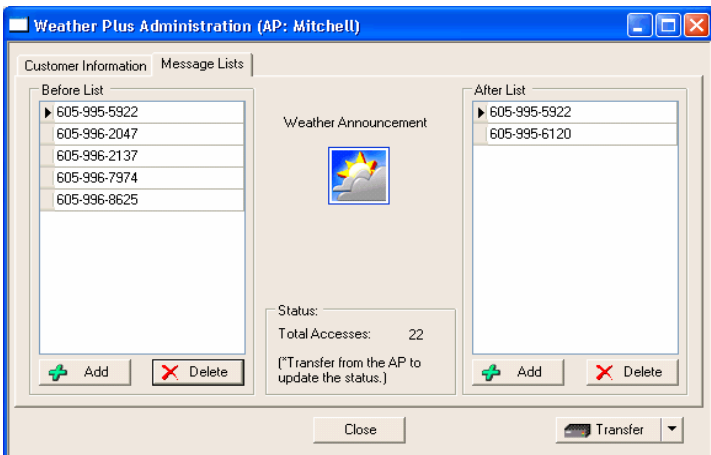 Weather Plus Administration (AP: Mitchell)
Customer Information
Message Lists
Before List
605-995-5922
605-996-2047
605-996-2137
605-996-7974
605-996-8625
Add
Delete
Weather Announcement
Status:
Total Accesses: 22
(*Transfer from the AP to
update the status.)
After List
605-995-5922
605-995-6120
Add
Delete
Close
Transfer